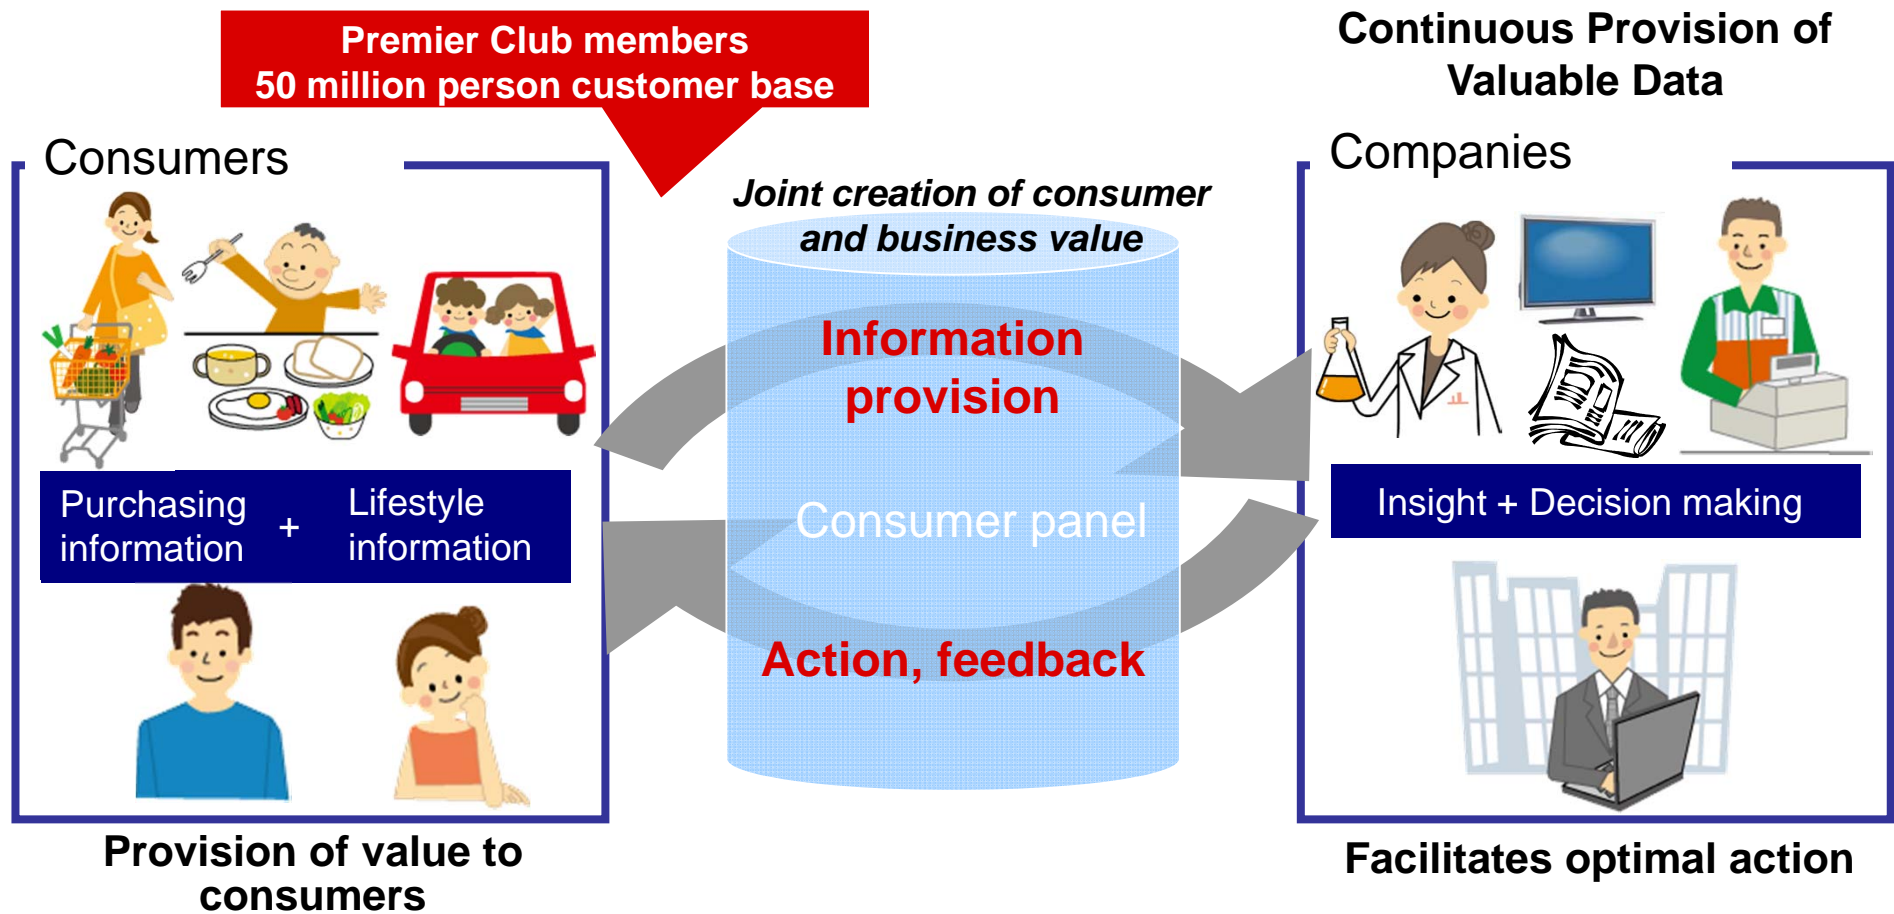 Premier Club members
50 million person customer base
Continuous Provision of
Valuable Data
Consumers
Companies
Joint creation of consumer
and business value
Information
provision
Purchasing
information
+
Lifestyle
information
Consumer panel
Insight + Decision making
Action, feedback
Provision of value to
consumers
Facilitates optimal action